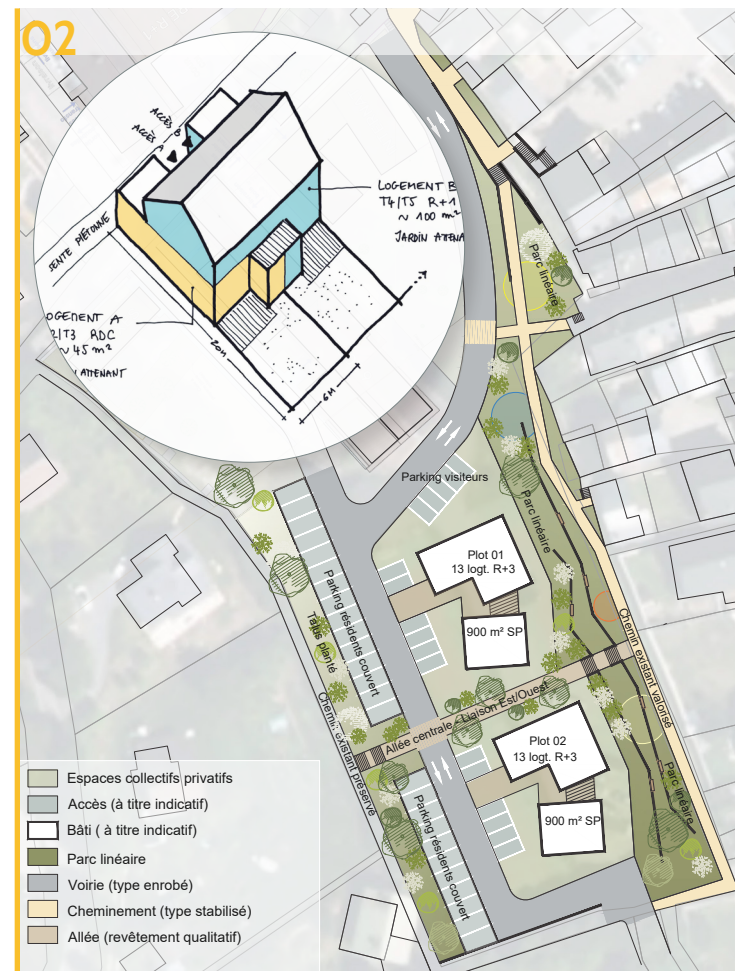 02
ACCÈS B
ACCÈS A
SENTE PIÉTONNE
LOGEMENT B
T4/T5 R+1
~ 100 m²
JARDIN ATTENA
OGEMENT A
2/T3 RDC
~ 45 m²
ATTENANT
20M
6M
Parc linéaire
Parking visiteurs
Parc linéaire
Plot 01
13 logt. R+3
900 m² SP
Parking résidents couvert
Talus planté
Chemin existant préservé
Chemin existant valorisé
Allée centrale - Liaison Est/Ouest
Plot 02
13 logt. R+3
900 m² SP
Parking résidents couvert
Parc linéaire
Espaces collectifs privatifs
Accès (à titre indicatif)
Bâti ( à titre indicatif)
Parc linéaire
Voirie (type enrobé)
Cheminement (type stabilisé)
Allée (revêtement qualitatif)